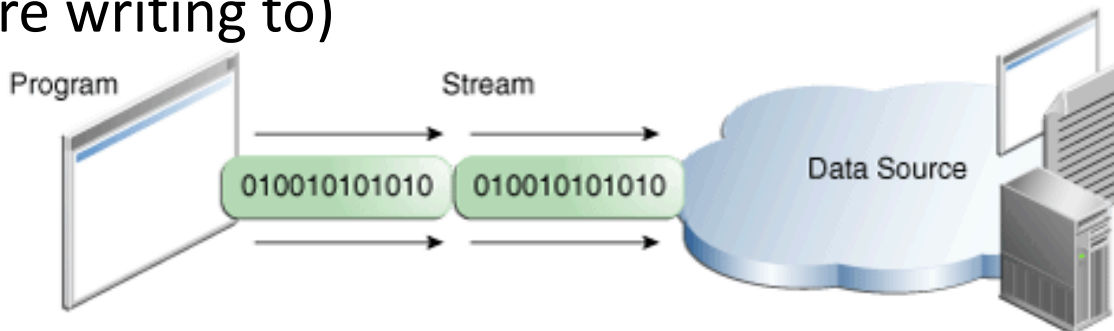 re writing to)
Program
Stream
010010101010
010010101010
Data Source